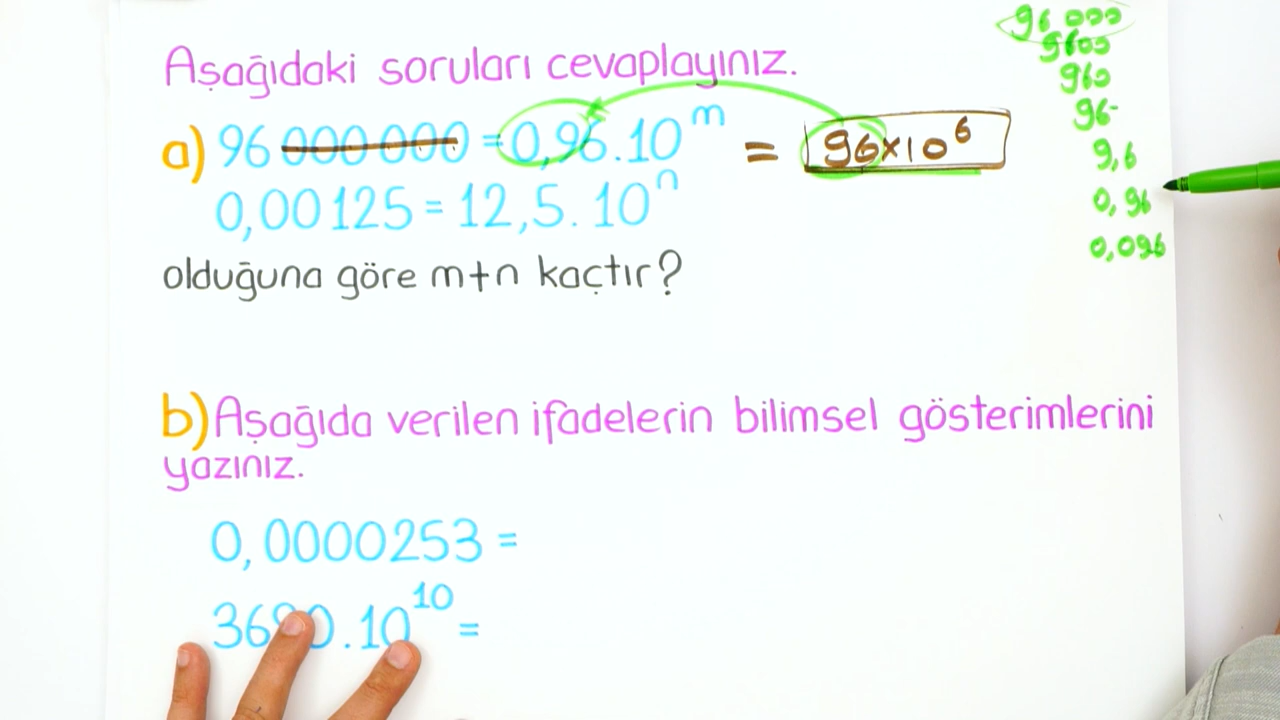 Aşağıdaki soruları cevaplayınız.
a) 96 000 000 = 0,96.10^m = 96×10^6
0,00125 = 12,5.10^n
olduğuna göre m+n kaçtır?
b) Aşağıda verilen ifadelerin bilimsel gösterimlerini
yazınız.
0,0000253 =
.10^10 =
96 000
9600
960
96
9,6
0,96
0,096